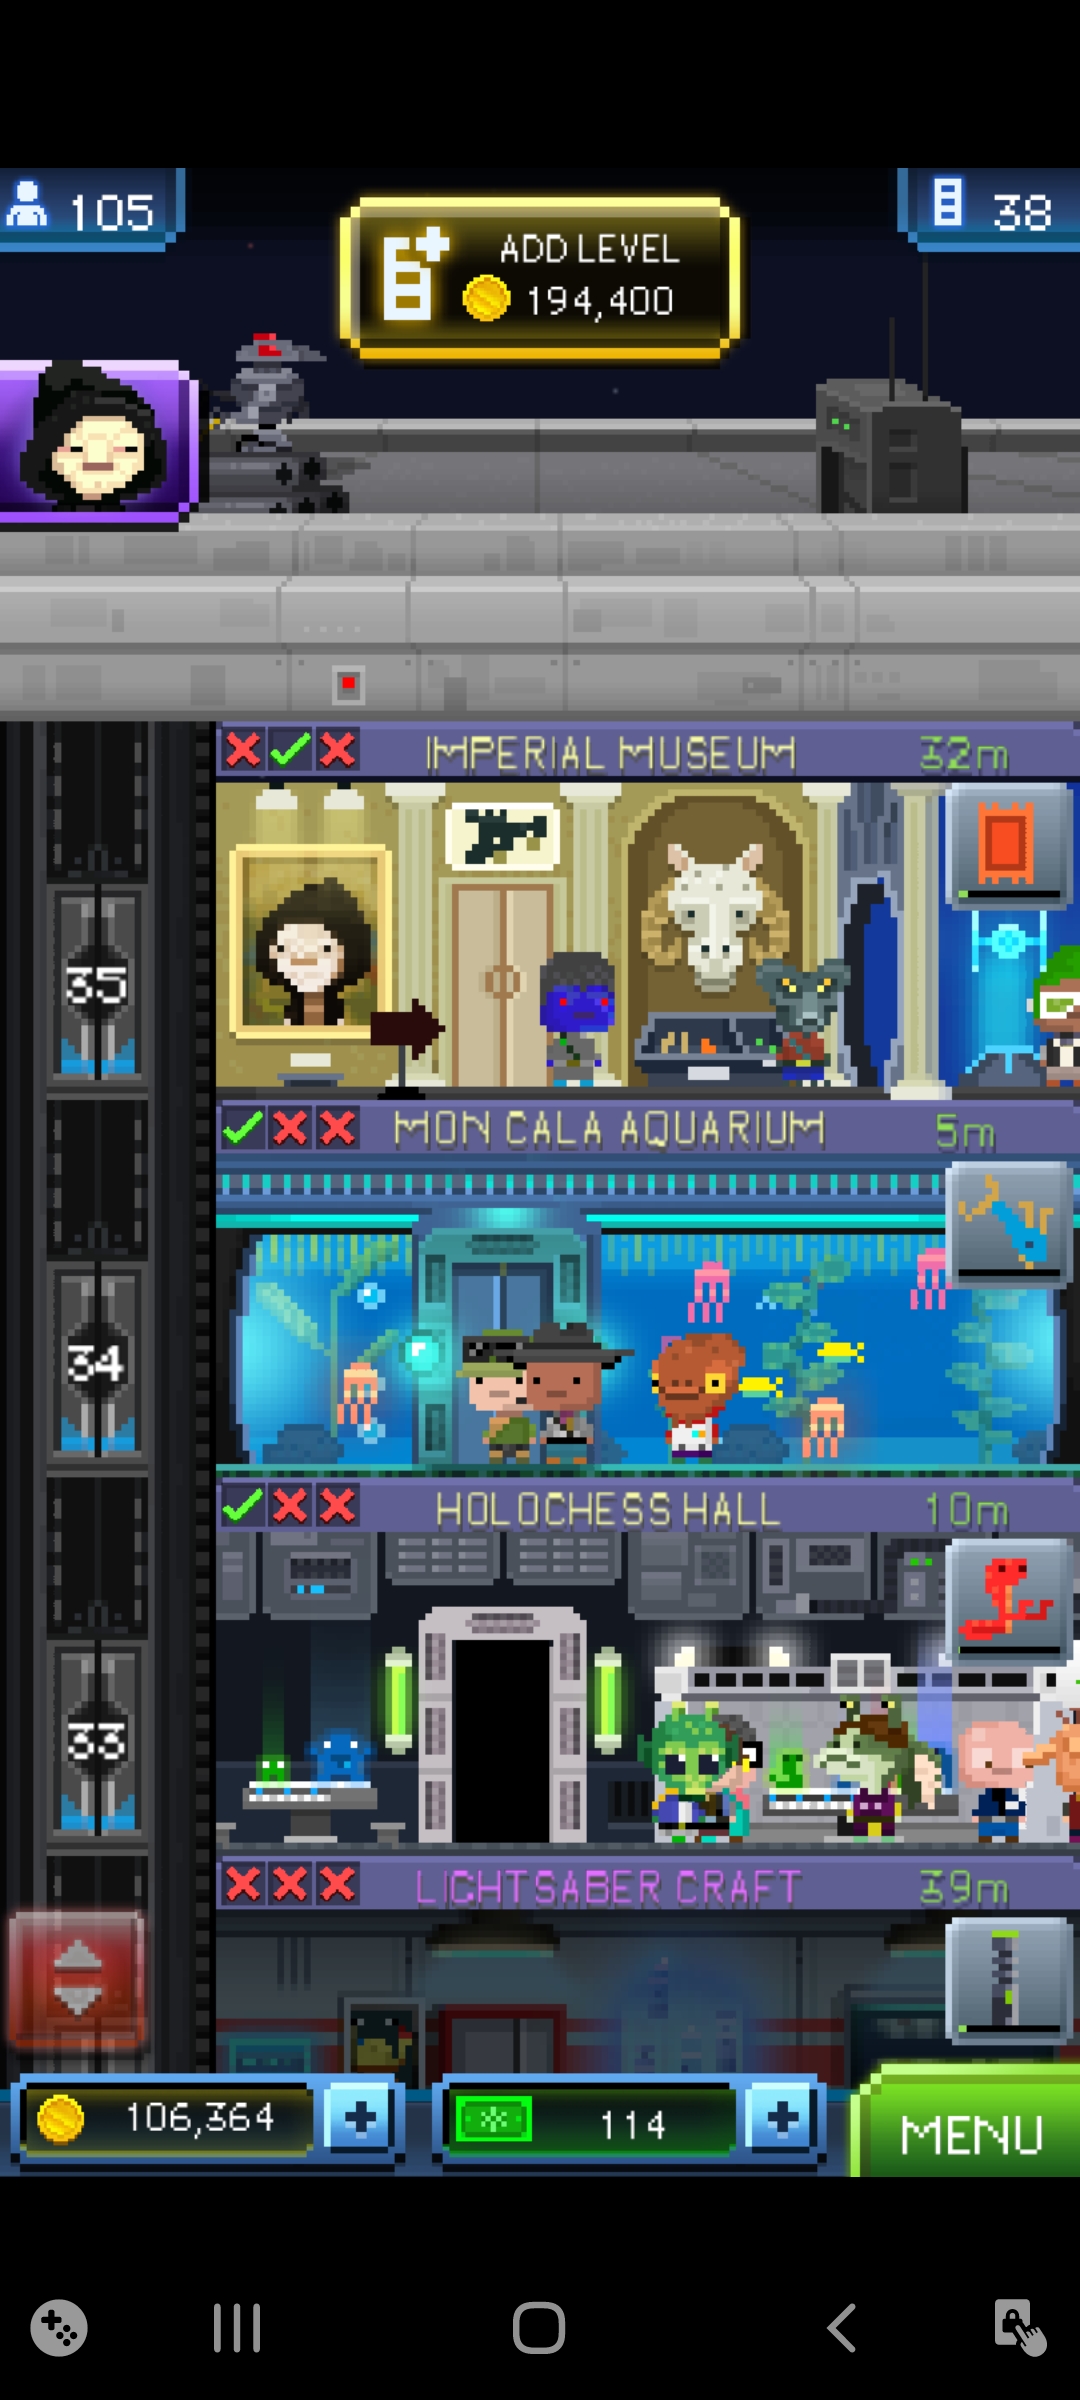 105
ADD LEVEL
194,400
38
IMPERIAL MUSEUM 32m
35
MON CALA AQUARIUM 5m
34
HOLOCHESS HALL 10m
33
LIGHTSABER CRAFT 39m
106,364
114
MENU